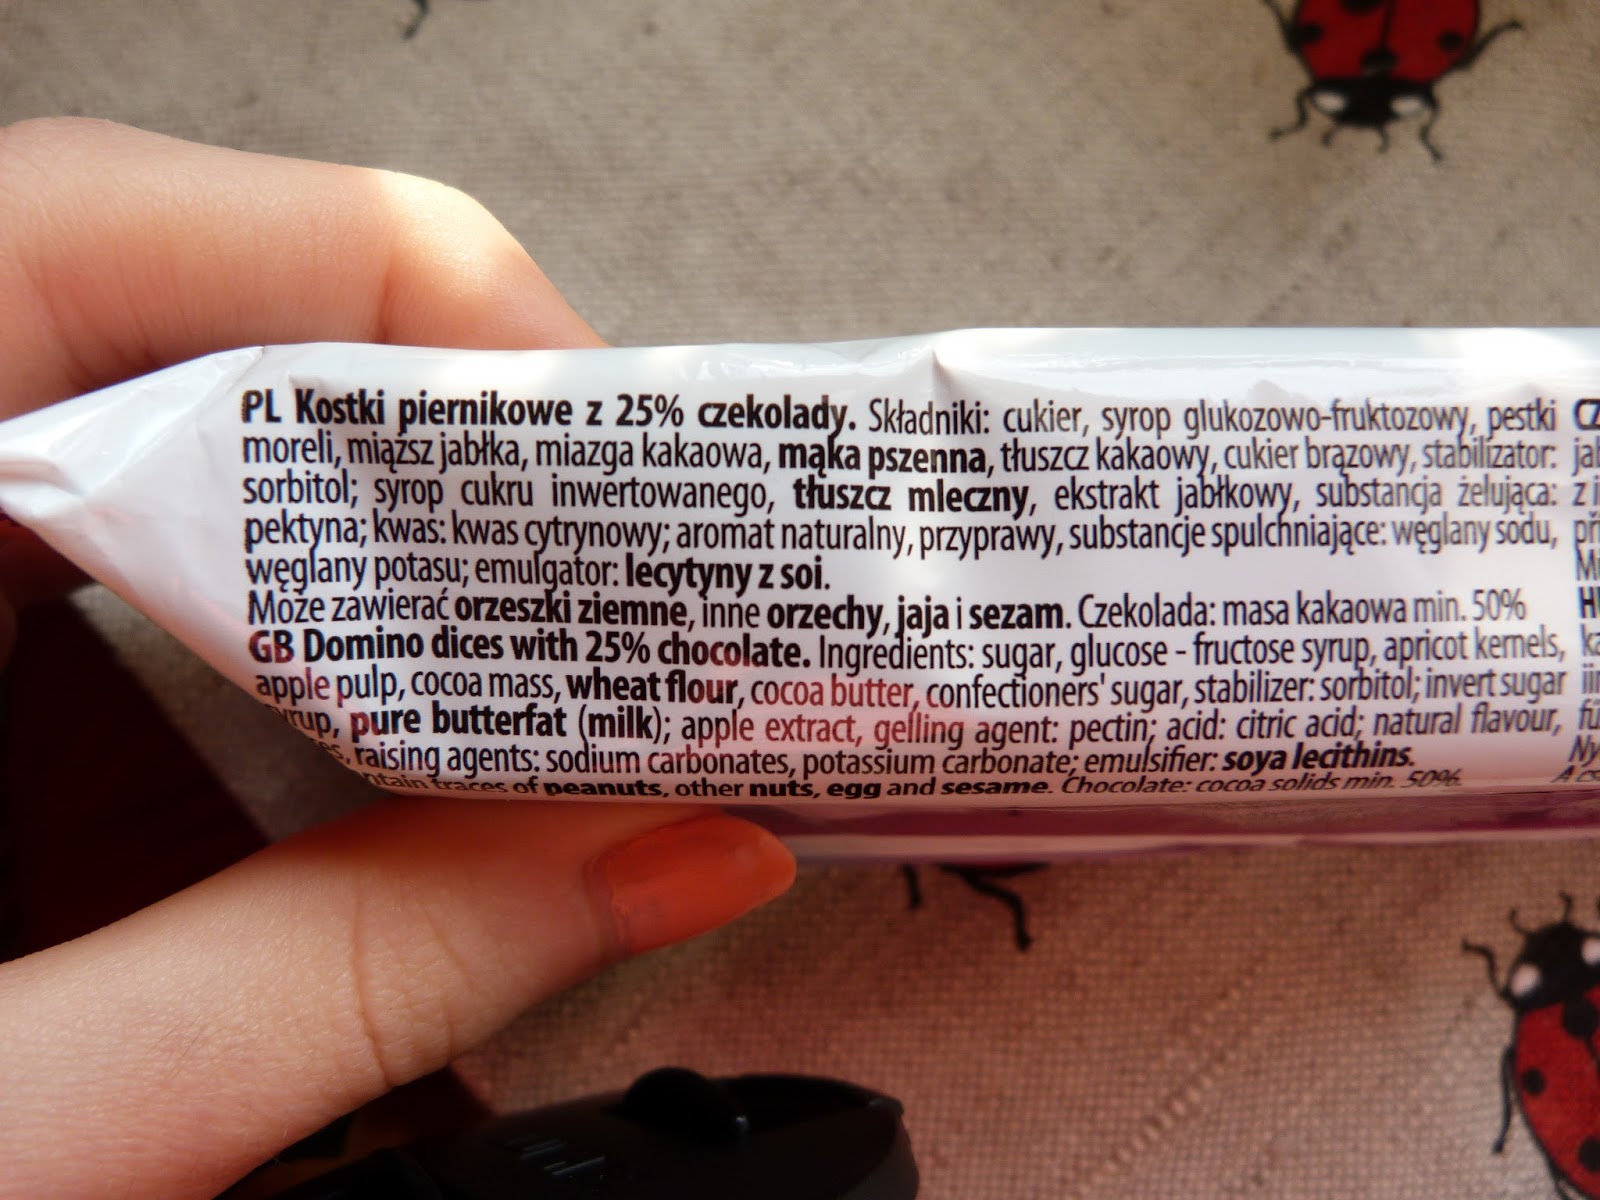 PL Kostki piernikowe z 25% czekolady. Składniki: cukier, syrop glukozowo-fruktozowy, pestki
moreli, miąższ jabłka, miazga kakaowa, mąka pszenna, tłuszcz kakaowy, cukier brązowy, stabilizator:
sorbitol; syrop cukru inwertowanego, tłuszcz mleczny, ekstrakt jabłkowy, substancja żelująca:
pektyna; kwas: kwas cytrynowy; aromat naturalny, przyprawy, substancje spulchniające: węglany sodu,
węglany potasu; emulgator: lecytyny z soi.
Może zawierać orzeszki ziemne, inne orzechy, jaja i sezam. Czekolada: masa kakaowa min. 50%
GB Domino dices with 25% chocolate. Ingredients: sugar, glucose - fructose syrup, apricot kernels,
apple pulp, cocoa mass, wheat flour, cocoa butter, confectioners' sugar, stabilizer: sorbitol; invert sugar
pure butterfat (milk); apple extract, gelling agent: pectin; acid: citric acid; natural flavour,
raising agents: sodium carbonates, potassium carbonate; emulsifier: soya lecithins.
traces of peanuts, other nuts, egg and sesame. Chocolate: cocoa solids min. 50%.